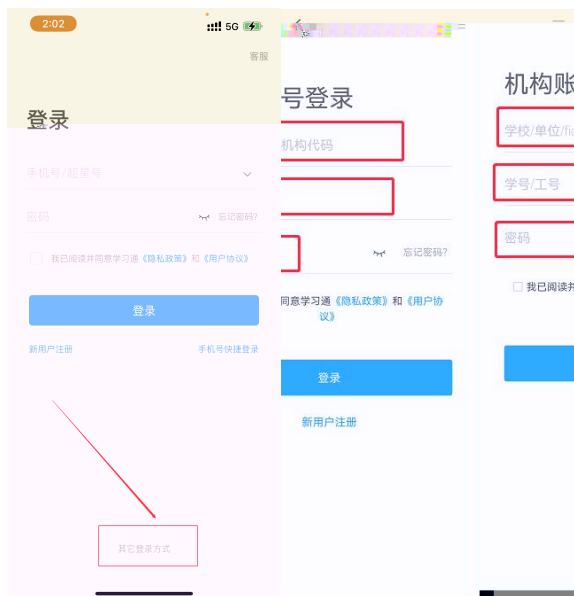 2:02
5G
客服
登录
手机号/超星号
密码
忘记密码?
我已阅读并同意学习通《隐私政策》和《用户协议》
登录
新用户注册
手机号快捷登录
其它登录方式
号登录
机构代码
忘记密码?
同意学习通《隐私政策》和《用户协
议》
登录
新用户注册
机构账
学校/单位/fid
学号/工号
密码
我已阅读并